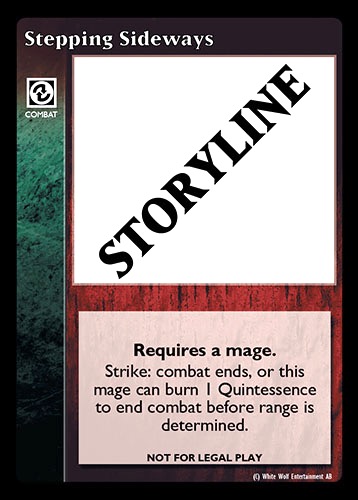 Stepping Sideways
COMBAT
STORYLINE
Requires a mage.
Strike: combat ends, or this
mage can burn 1 Quintessence
to end combat before range is
determined.
NOT FOR LEGAL PLAY
(C) White Wolf Entertainment AB